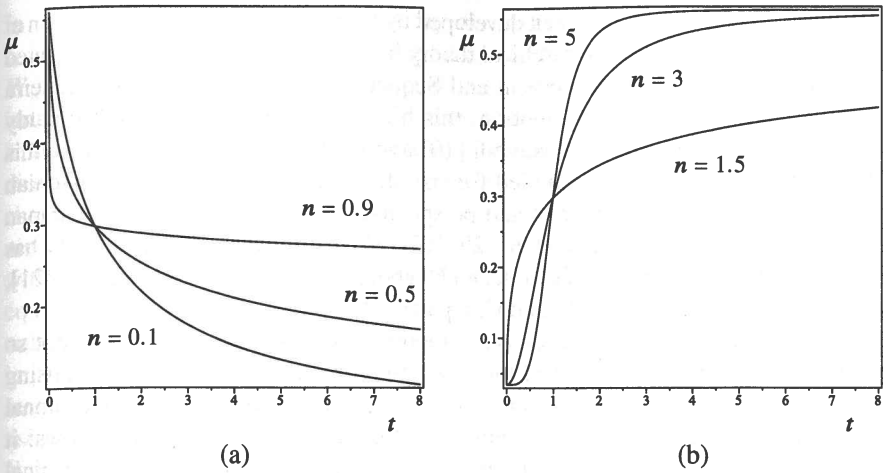 μ
0.5
0.4
0.3
0.2
n = 0.9
n = 0.5
n = 0.1
0 1 2 3 4 5 6 7 8
t
(a)
μ
0.5
0.4
0.3
0.2
0.1
n = 5
n = 3
n = 1.5
0 1 2 3 4 5 6 7 8
t
(b)